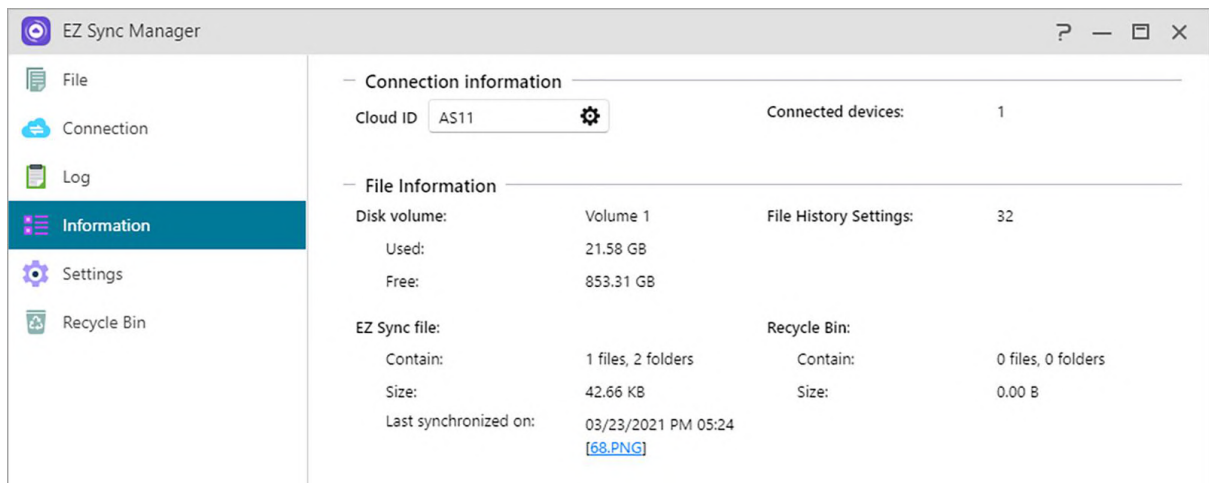 EZ Sync Manager
File
Connection
Log
Information
Settings
Recycle Bin
Connection information
Cloud ID AS11 Connected devices: 1
File Information
Disk volume: Volume 1 File History Settings: 32
Used: 21.58 GB
Free: 853.31 GB
EZ Sync file: Recycle Bin:
Contain: 1 files, 2 folders Contain: 0 files, 0 folders
Size: 42.66 KB Size: 0.00 B
Last synchronized on: 03/23/2021 PM 05:24
[68.PNG]